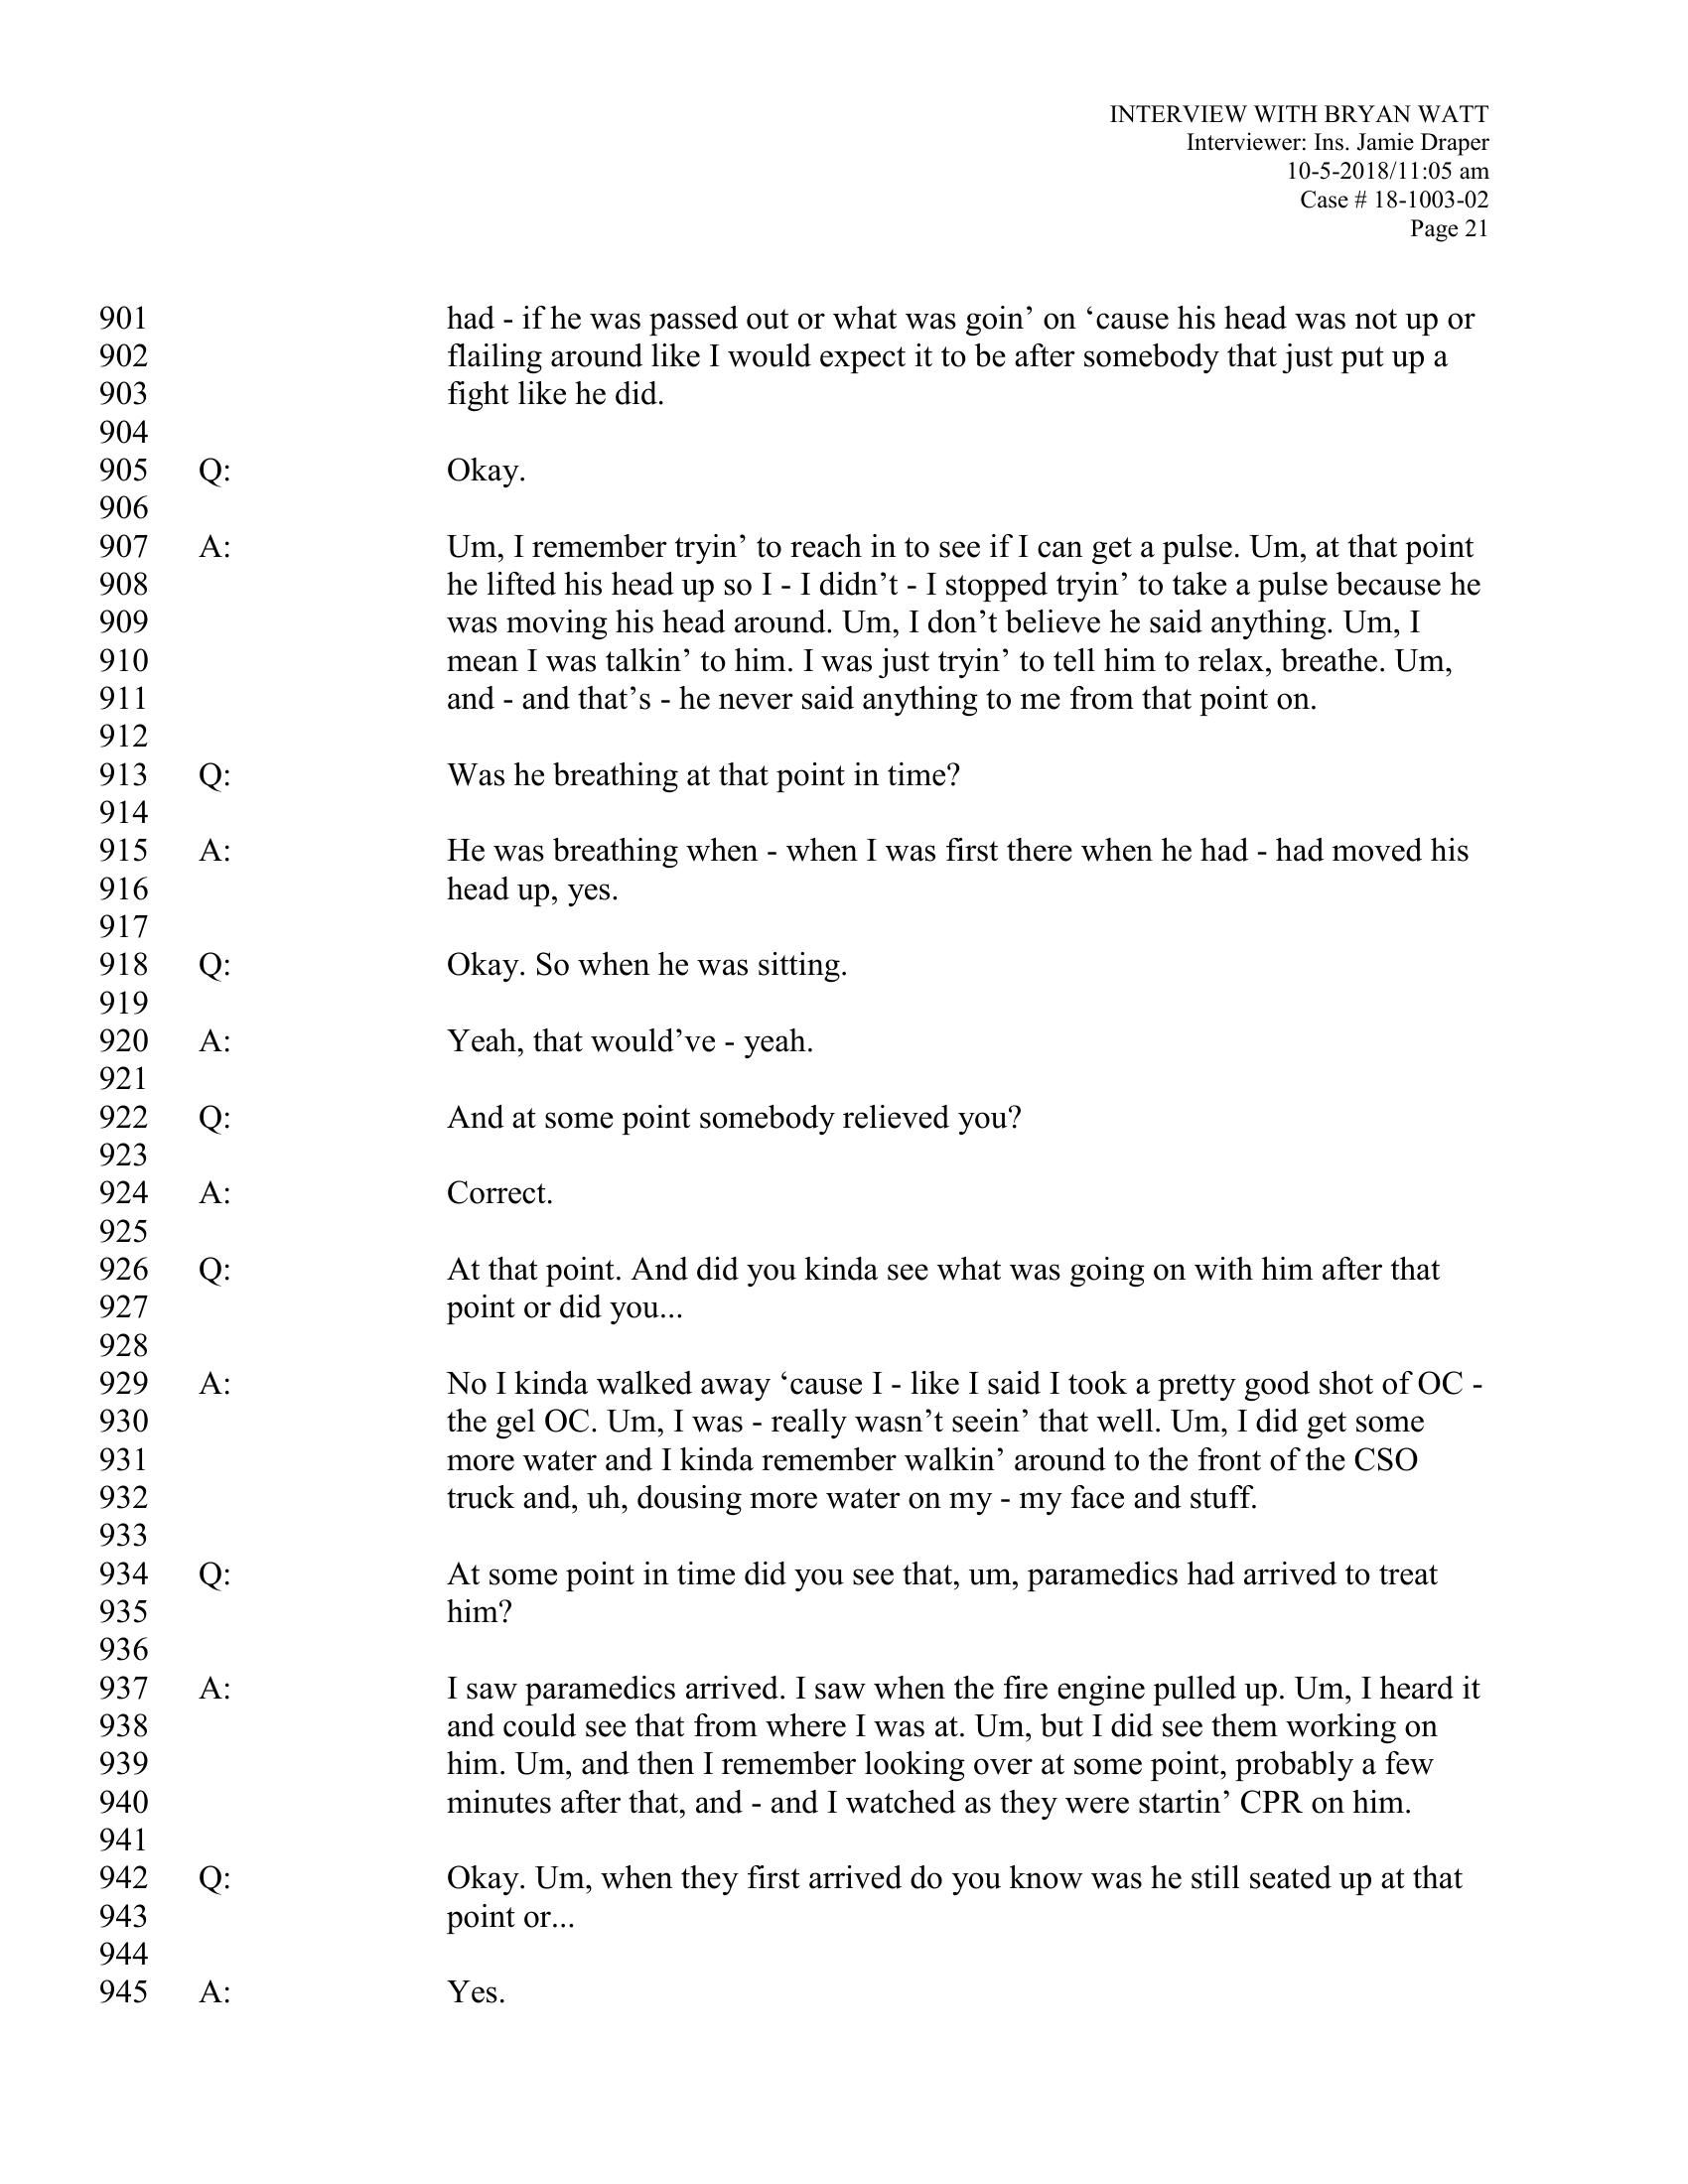 INTERVIEW WITH BRYAN WATT
Interviewer: Ins. Jamie Draper
10-5-2018/11:05 am
Case # 18-1003-02
Page 21
901 had - if he was passed out or what was goin’ on ‘cause his head was not up or
902 flailing around like I would expect it to be after somebody that just put up a
903 fight like he did.
904
905 Q: Okay.
906
907 A: Um, I remember tryin’ to reach in to see if I can get a pulse. Um, at that point
908 he lifted his head up so I - I didn’t - I stopped tryin’ to take a pulse because he
909 was moving his head around. Um, I don’t believe he said anything. Um, I
910 mean I was talkin’ to him. I was just tryin’ to tell him to relax, breathe. Um,
911 and - and that’s - he never said anything to me from that point on.
912
913 Q: Was he breathing at that point in time?
914
915 A: He was breathing when - when I was first there when he had - had moved his
916 head up, yes.
917
918 Q: Okay. So when he was sitting.
919
920 A: Yeah, that would’ve - yeah.
921
922 Q: And at some point somebody relieved you?
923
924 A: Correct.
925
926 Q: At that point. And did you kinda see what was going on with him after that
927 point or did you...
928
929 A: No I kinda walked away ‘cause I - like I said I took a pretty good shot of OC -
930 the gel OC. Um, I was - really wasn’t seein’ that well. Um, I did get some
931 more water and I kinda remember walkin’ around to the front of the CSO
932 truck and, uh, dousing more water on my - my face and stuff.
933
934 Q: At some point in time did you see that, um, paramedics had arrived to treat
935 him?
936
937 A: I saw paramedics arrived. I saw when the fire engine pulled up. Um, I heard it
938 and could see that from where I was at. Um, but I did see them working on
939 him. Um, and then I remember looking over at some point, probably a few
940 minutes after that, and - and I watched as they were startin’ CPR on him.
941
942 Q: Okay. Um, when they first arrived do you know was he still seated up at that
943 point or...
944
945 A: Yes.